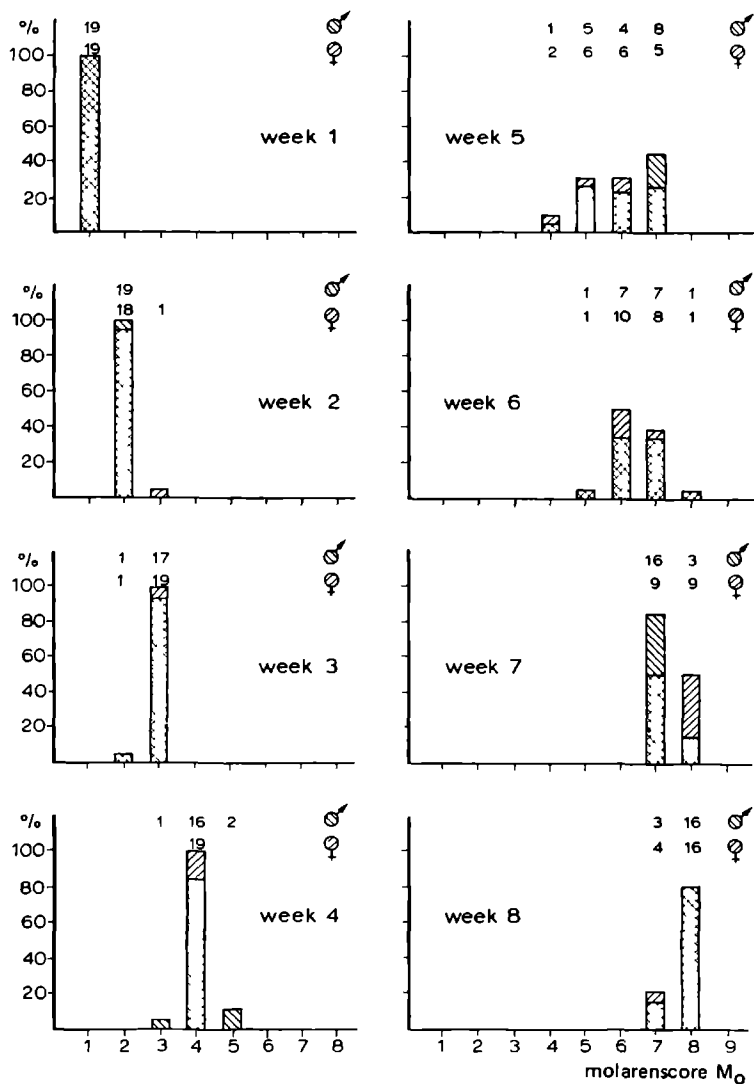 % 19
19
100
80
60
40
20
week 1
1 5 4 8
2 6 6 5
week 5
% 19
18 1
100
80
60
40
20
week 2
1 7 7 1
1 10 8 1
week 6
% 1 17
1 19
100
80
60
40
20
week 3
16 3
9 9
week 7
% 1 16 2
19
100
80
60
40
20
week 4
1 2 3 4 5 6 7 8
3 16
4 16
week 8
1 2 3 4 5 6 7 8 9
molarenscore Mo